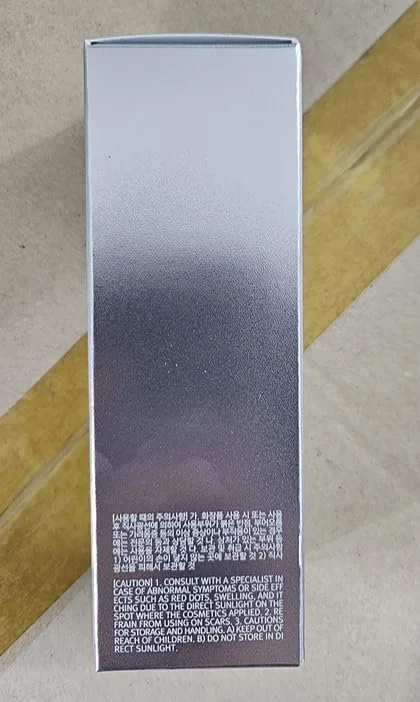 [사용할 때의 주의사항] 가. 화장품 사용 시 또는 사용
후 직사광선에 의하여 사용부위가 붉은 반점, 부어오름
또는 가려움증 등의 이상 증상이나 부작용이 있는 경우
에는 전문의 등과 상담할 것 나. 상처가 있는 부위 등
에는 사용을 자제할 것 다. 보관 및 취급 시 주의사항
1) 어린이의 손이 닿지 않는 곳에 보관할 것 2) 직사
광선을 피해서 보관할 것
[CAUTION] 1. CONSULT WITH A SPECIALIST IN
CASE OF ABNORMAL SYMPTOMS OR SIDE EFF
ECTS SUCH AS RED DOTS, SWELLING, AND IT
CHING DUE TO THE DIRECT SUNLIGHT ON THE
SPOT WHERE THE COSMETICS APPLIED. 2. RE
FRAIN FROM USING ON SCARS. 3. CAUTIONS
FOR STORAGE AND HANDLING. A) KEEP OUT OF
REACH OF CHILDREN. B) DO NOT STORE IN DI
RECT SUNLIGHT.